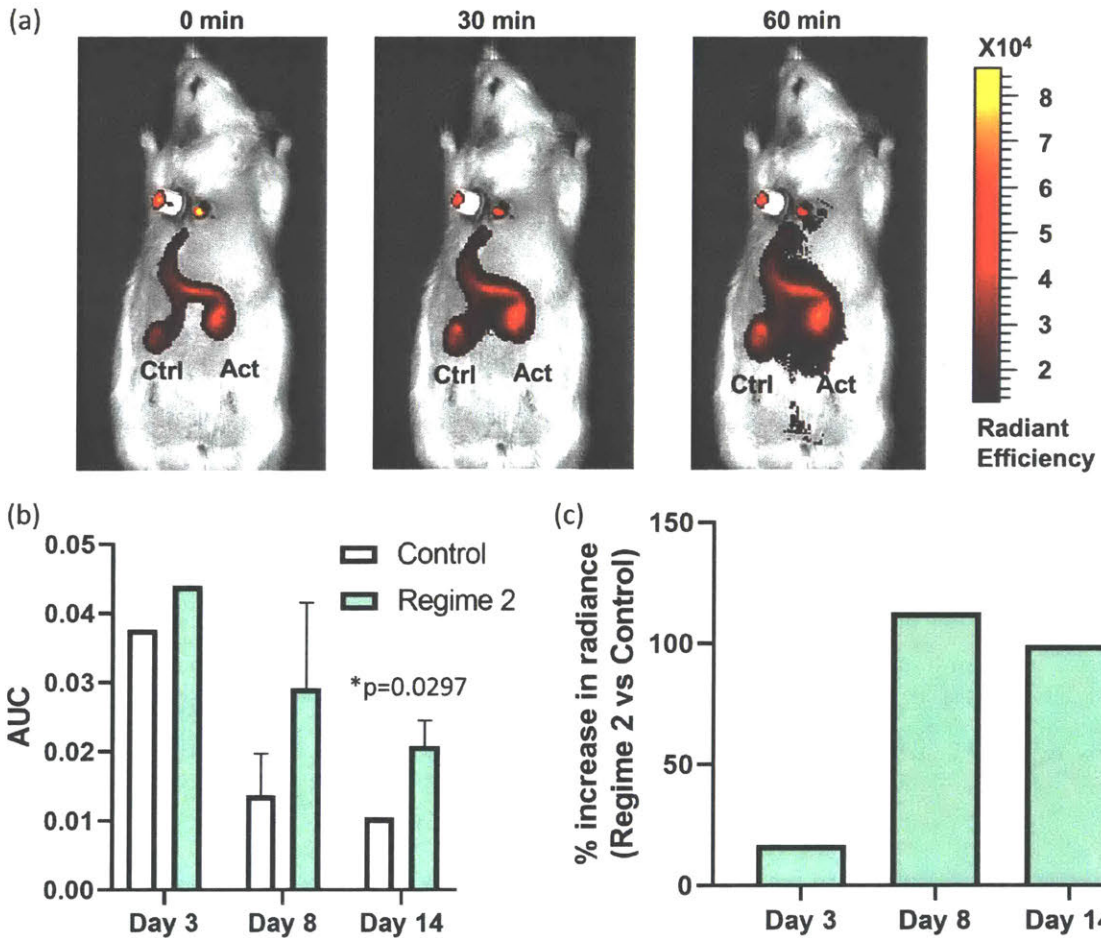 (a)
0 min 30 min 60 min
X10⁴
8
7
6
5
4
3
2
Ctrl Act Ctrl Act Ctrl Act
Radiant
Efficiency
(b)
0.05
0.04
0.03
0.02
0.01
0.00
AUC
Control
Regime 2
*p=0.0297
Day 3 Day 8 Day 14
(c)
150
100
50
0
% increase in radiance
(Regime 2 vs Control)
Day 3 Day 8 Day 14